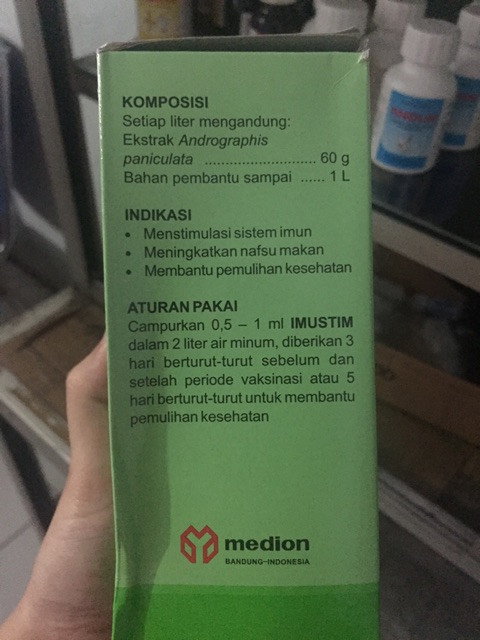 KOMPOSISI
Setiap liter mengandung:
Ekstrak Andrographis
paniculata ........................... 60 g
Bahan pembantu sampai ...... 1 L
INDIKASI
• Menstimulasi sistem imun
• Meningkatkan nafsu makan
• Membantu pemulihan kesehatan
ATURAN PAKAI
Campurkan 0,5 – 1 ml IMUSTIM
dalam 2 liter air minum, diberikan 3
hari berturut-turut sebelum dan
setelah periode vaksinasi atau 5
hari berturut-turut untuk membantu
pemulihan kesehatan
medion
BANDUNG-INDONESIA